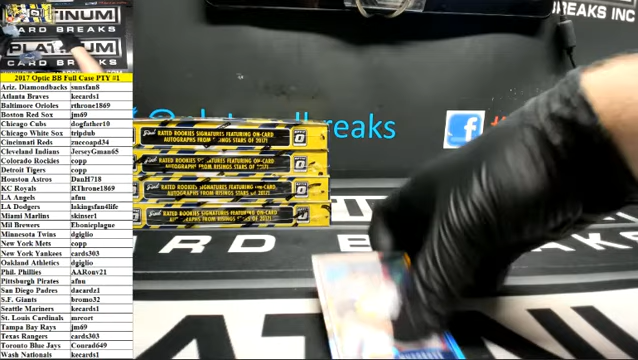 PLATINUM
CARD BREAKS
PLATINUM
CARD BREAKS
BREAKS INC
2017 Optic BB Full Case PTY #1
Ariz. Diamondbacks sunsfan8
Atlanta Braves kecards1
Baltimore Orioles rthrone1869
Boston Red Sox jm69
Chicago Cubs dogfather10
Chicago White Sox tripdub
Cincinnati Reds ruccoapd34
Cleveland Indians JerseyGman65
Colorado Rockies copp
Detroit Tigers copp
Houston Astros DanH718
KC Royals RThrone1869
LA Angels afnu
LA Dodgers lakingsfan4life
Miami Marlins skinser1
Mil Brewers Ebonieplague
Minnesota Twins dgiglio
New York Mets copp
New York Yankees cards303
Oakland Athletics dgiglio
Phil. Phillies AARonv21
Pittsburgh Pirates afnu
San Diego Padres dacardz1
S.F. Giants bromo32
Seattle Mariners kecards1
St. Louis Cardinals mrcort
Tampa Bay Rays jm69
Texas Rangers cards303
Toronto Blue Jays Conrad649
Wash Nationals kecards1
RATED ROOKIES SIGNATURES FEATURING ON-CARD
AUTOGRAPHS FROM RISINGS STARS OF 2017!
RATED ROOKIES SIGNATURES FEATURING ON-CARD
AUTOGRAPHS FROM RISINGS STARS OF 2017!
RATED ROOKIES SIGNATURES FEATURING ON-CARD
AUTOGRAPHS FROM RISINGS STARS OF 2017!
RATED ROOKIES SIGNATURES FEATURING ON-CARD
AUTOGRAPHS FROM RISINGS STARS OF 2017!
breaks
f